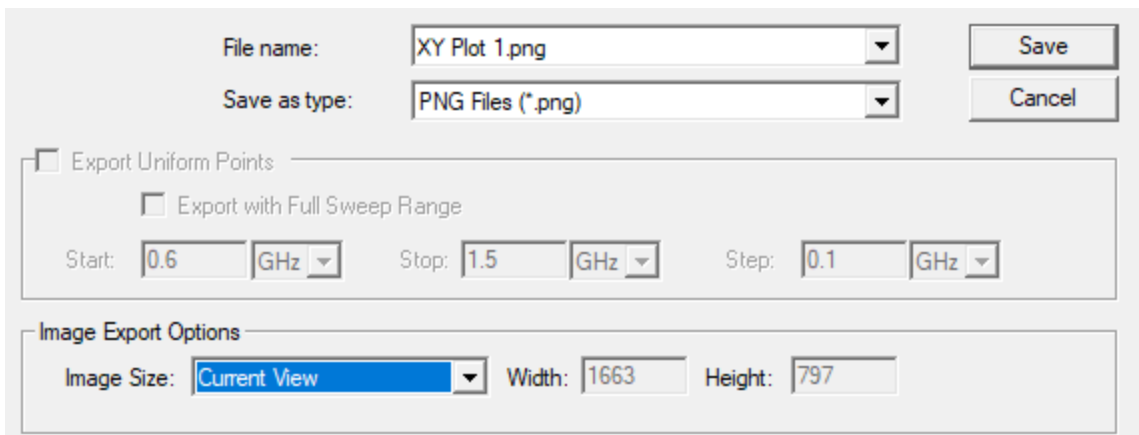 File name: XY Plot 1.png Save
Save as type: PNG Files (*.png) Cancel
Export Uniform Points
Export with Full Sweep Range
Start: 0.6 GHz Stop: 1.5 GHz Step: 0.1 GHz
Image Export Options
Image Size: Current View Width: 1663 Height: 797